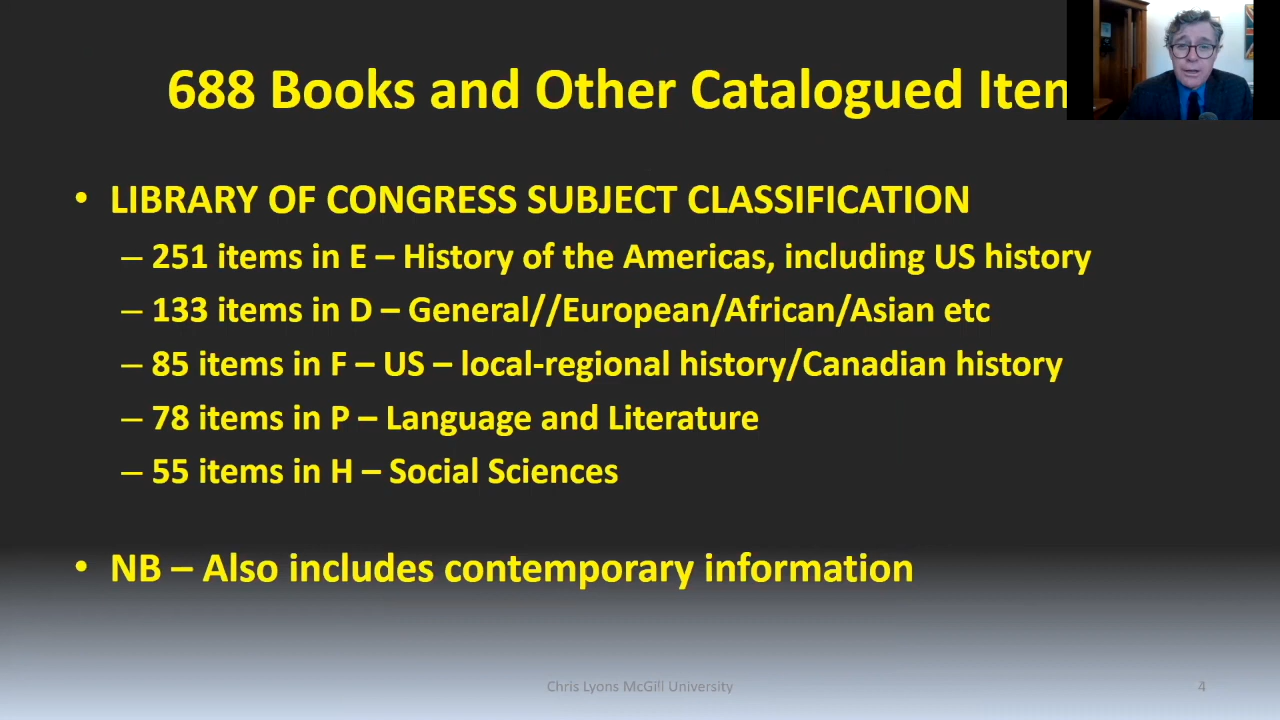 688 Books and Other Catalogued
• LIBRARY OF CONGRESS SUBJECT CLASSIFICATION
– 251 items in E – History of the Americas, including US history
– 133 items in D – General//European/African/Asian etc
– 85 items in F – US – local-regional history/Canadian history
– 78 items in P – Language and Literature
– 55 items in H – Social Sciences
• NB – Also includes contemporary information
Chris Lyons McGill University
4